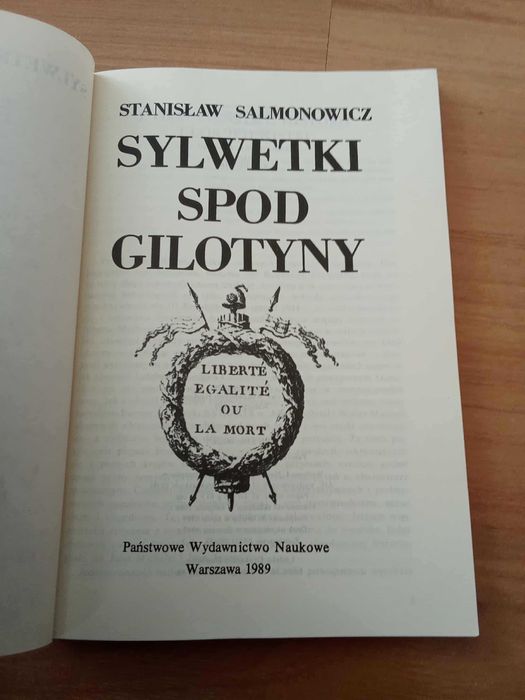 STANISŁAW SALMONOWICZ
SYLWETKI
SPOD
GILOTYNY
LIBERTÉ
EGALITÉ
OU
LA MORT
Państwowe Wydawnictwo Naukowe
Warszawa 1989